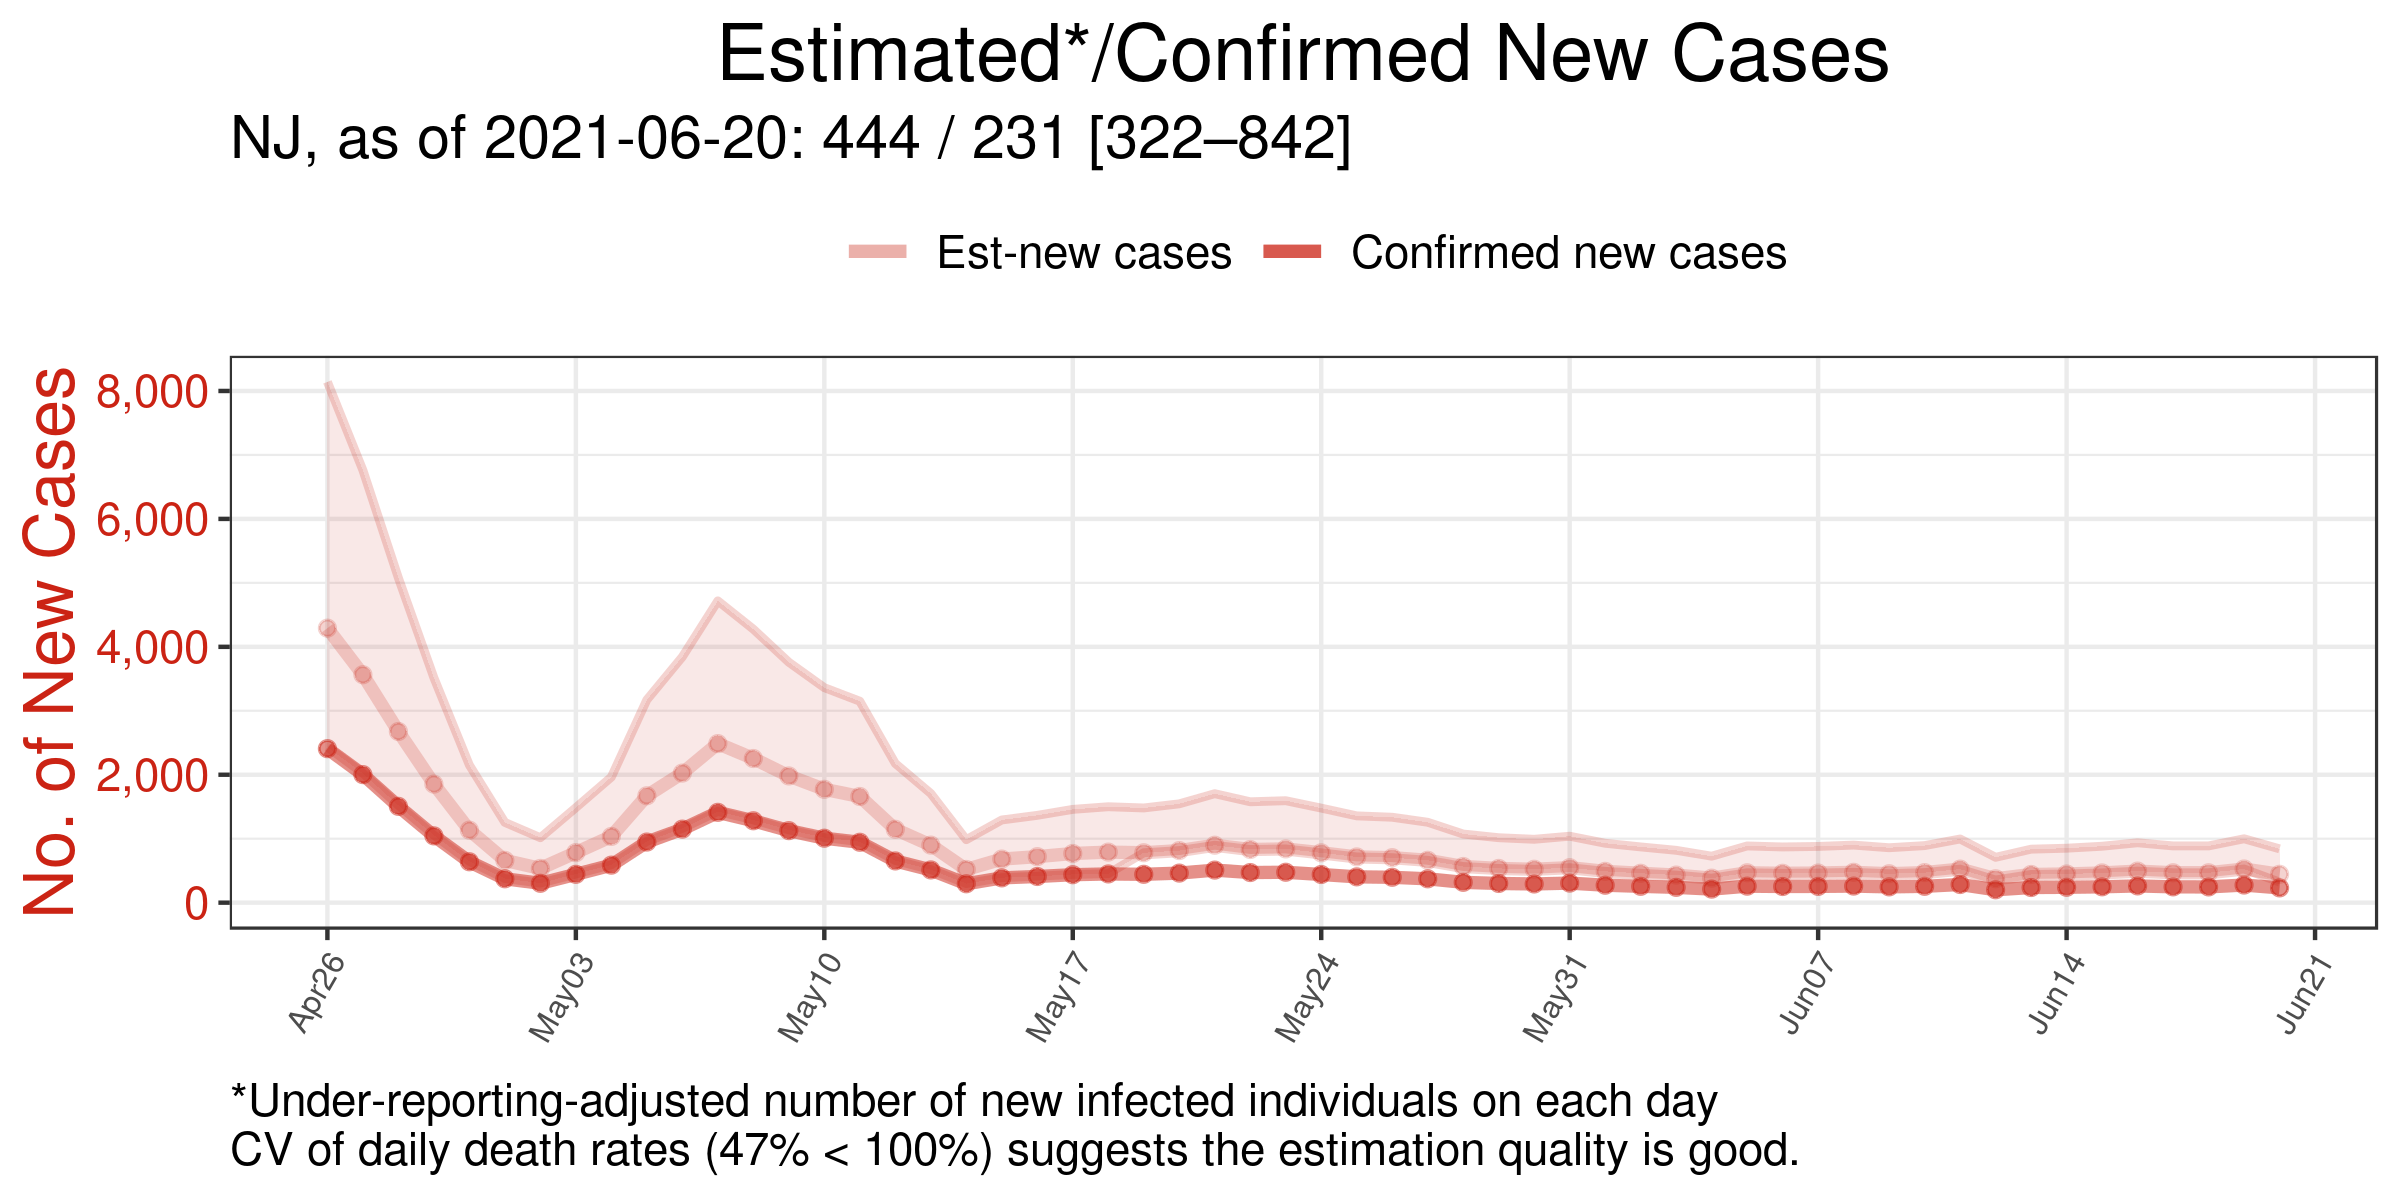 Estimated*/Confirmed New Cases
NJ, as of 2021-06-20: 444 / 231 [322–842]
Est-new cases
Confirmed new cases
No. of New Cases
8,000
6,000
4,000
2,000
0
Apr26
May03
May10
May17
May24
May31
Jun07
Jun14
Jun21
*Under-reporting-adjusted number of new infected individuals on each day
CV of daily death rates (47% < 100%) suggests the estimation quality is good.